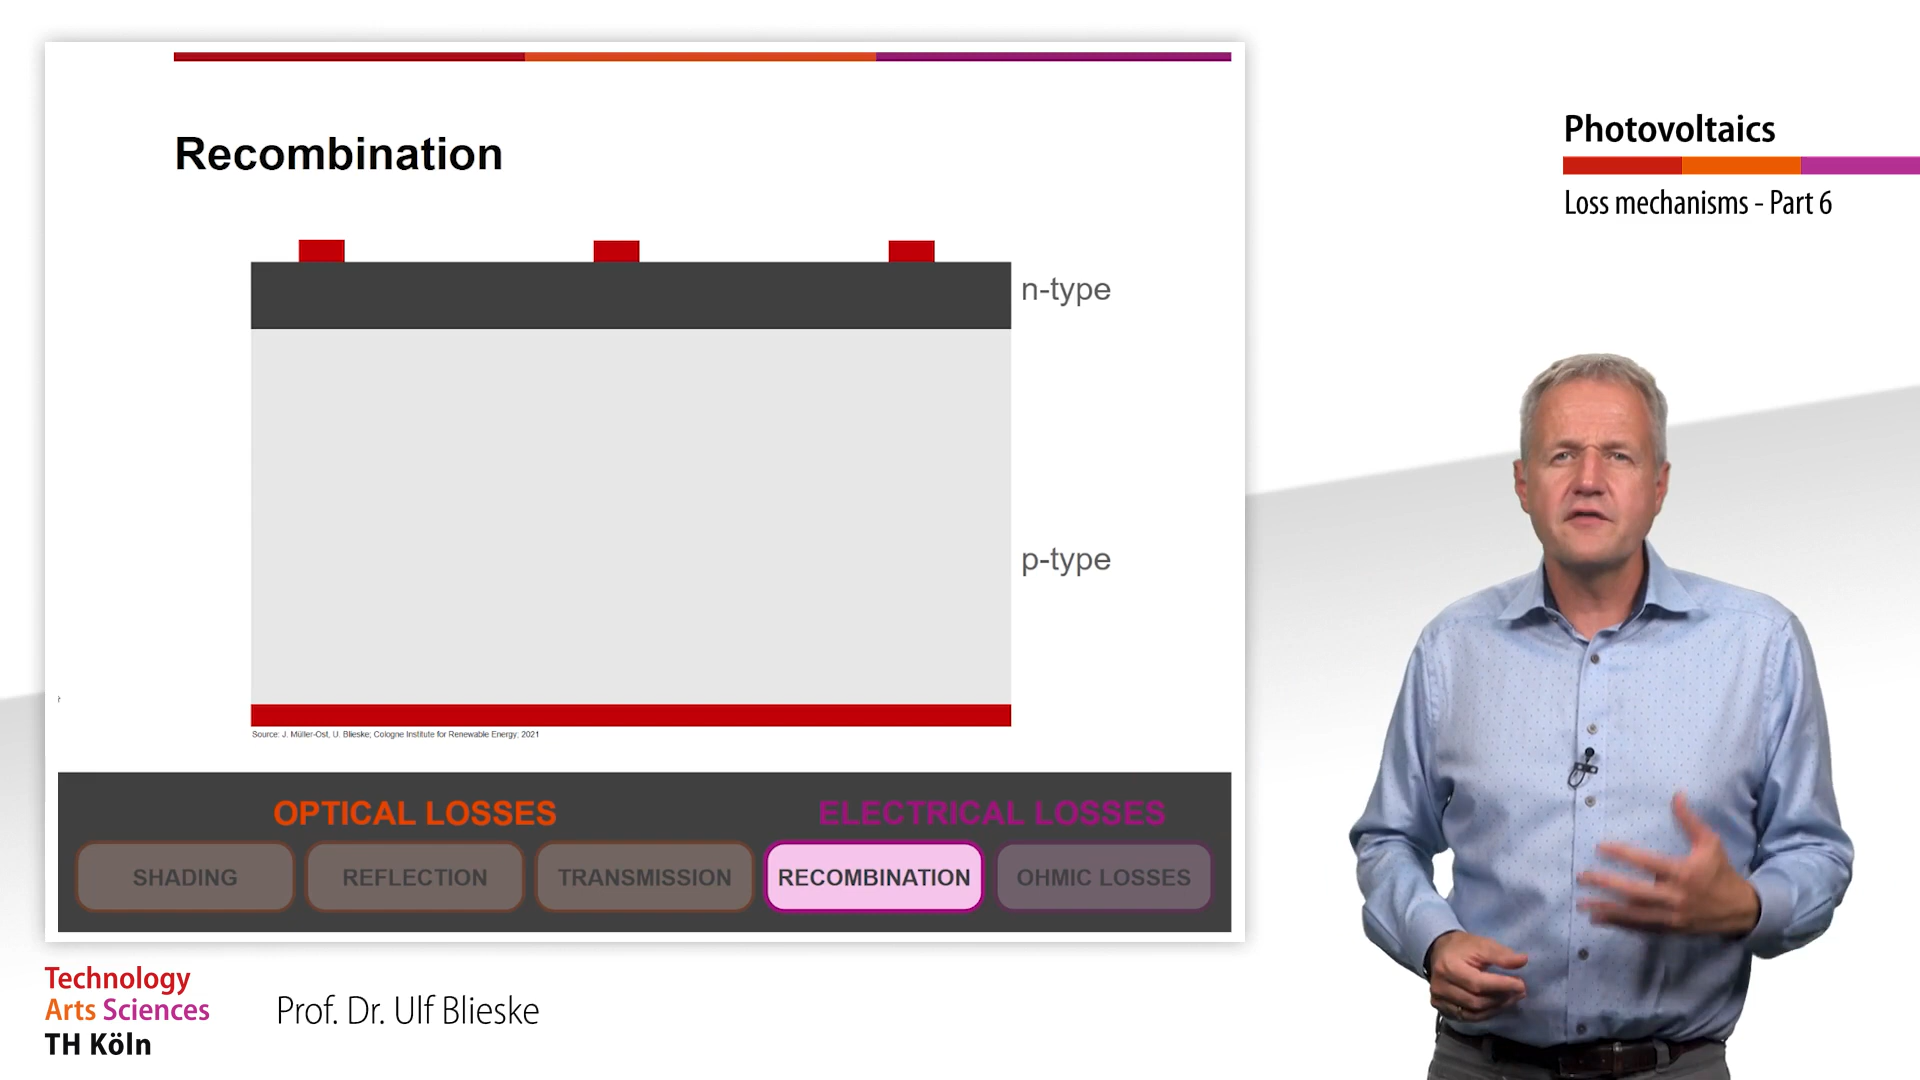 Recombination
n-type
p-type
Source: J. Müller-Ost, U. Blieske; Cologne Institute for Renewable Energy; 2021
OPTICAL LOSSES
ELECTRICAL LOSSES
SHADING
REFLECTION
TRANSMISSION
RECOMBINATION
OHMIC LOSSES
Photovoltaics
Loss mechanisms - Part 6
Technology
Arts Sciences
TH Köln
Prof. Dr. Ulf Blieske